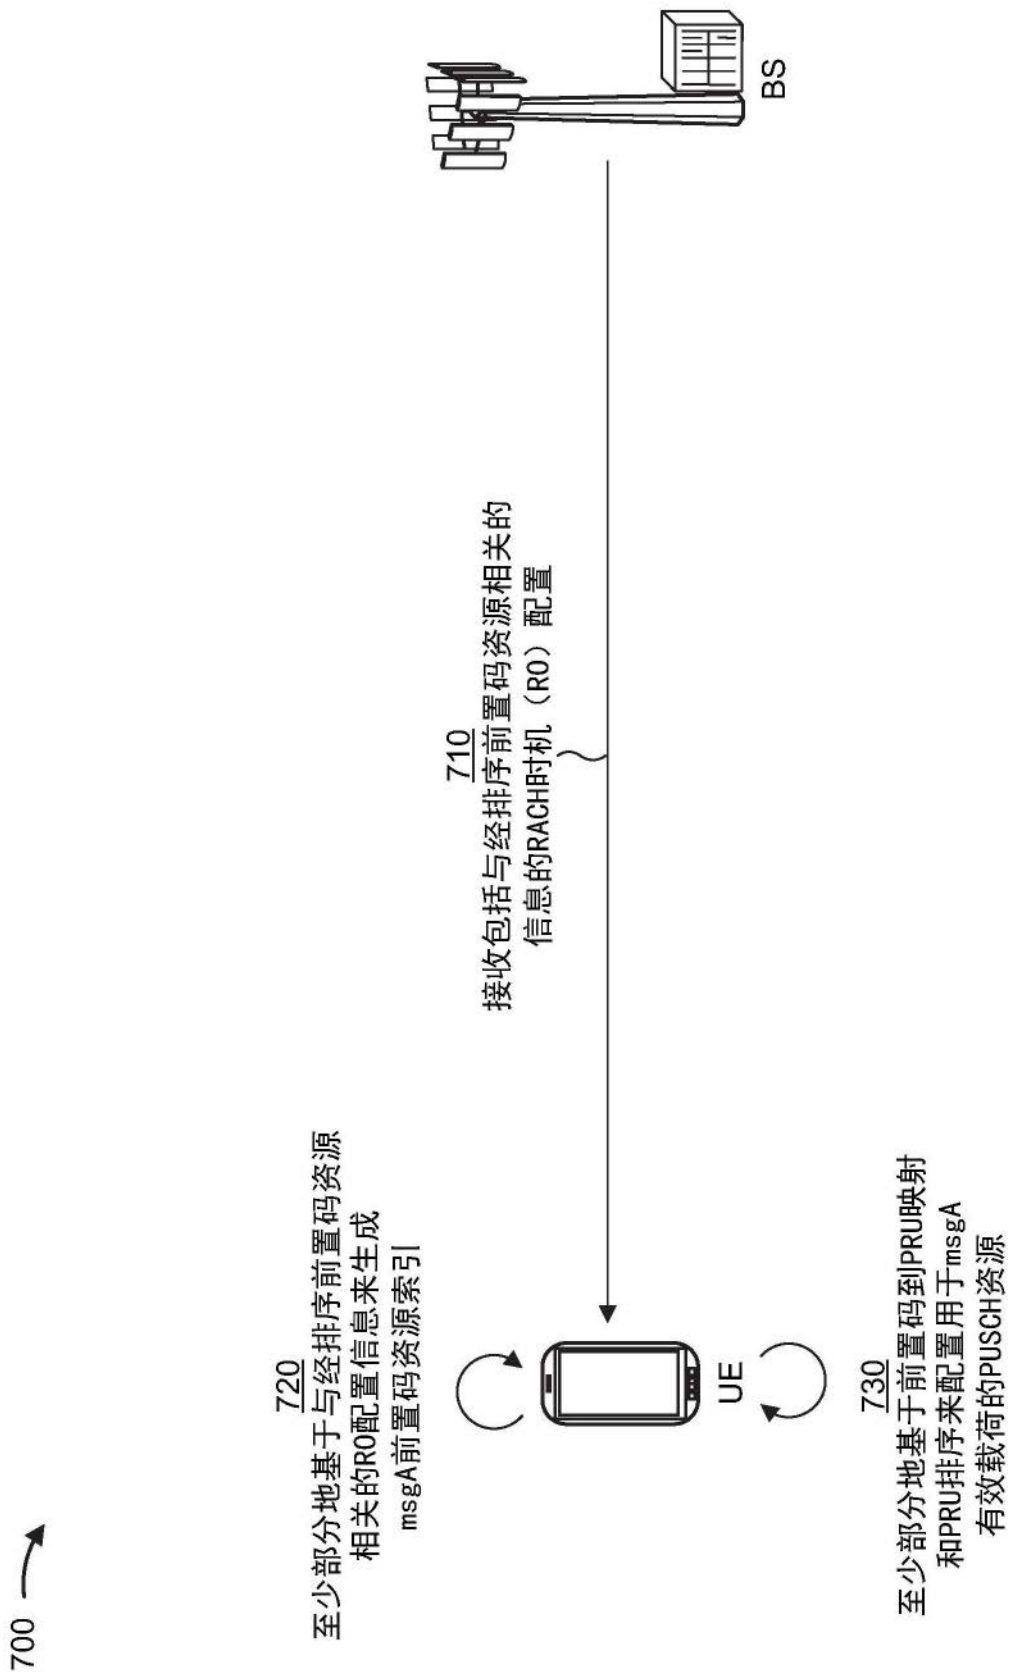 700
720
至少部分地基于与经排序前置码资源
相关的RO配置信息来生成
msgA前置码资源索引
UE
730
至少部分地基于前置码到PRU映射
和PRU排序来配置用于msgA
有效载荷的PUSCH资源
710
接收包括与经排序前置码资源相关的
信息的RACH时机（RO）配置
BS